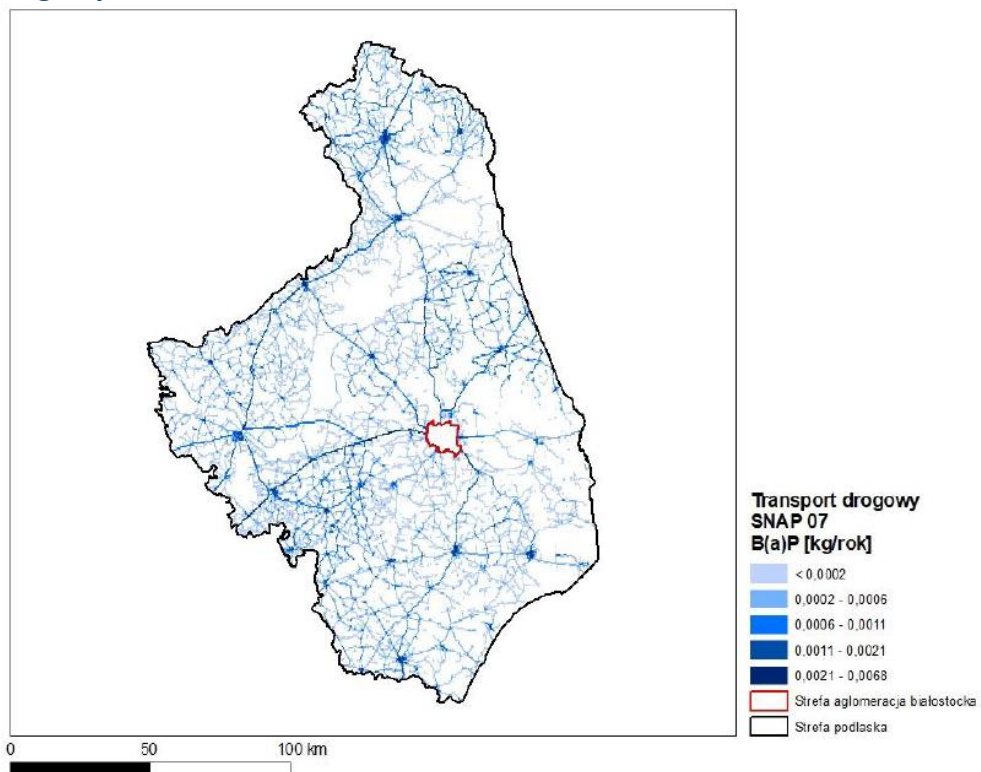 Transport drogowy
SNAP 07
B(a)P [kg/rok]
< 0,0002
0,0002 - 0,0006
0,0006 - 0,0011
0,0011 - 0,0021
0,0021 - 0,0068
Strefa aglomeracja białostocka
Strefa podlaska
0 50 100 km